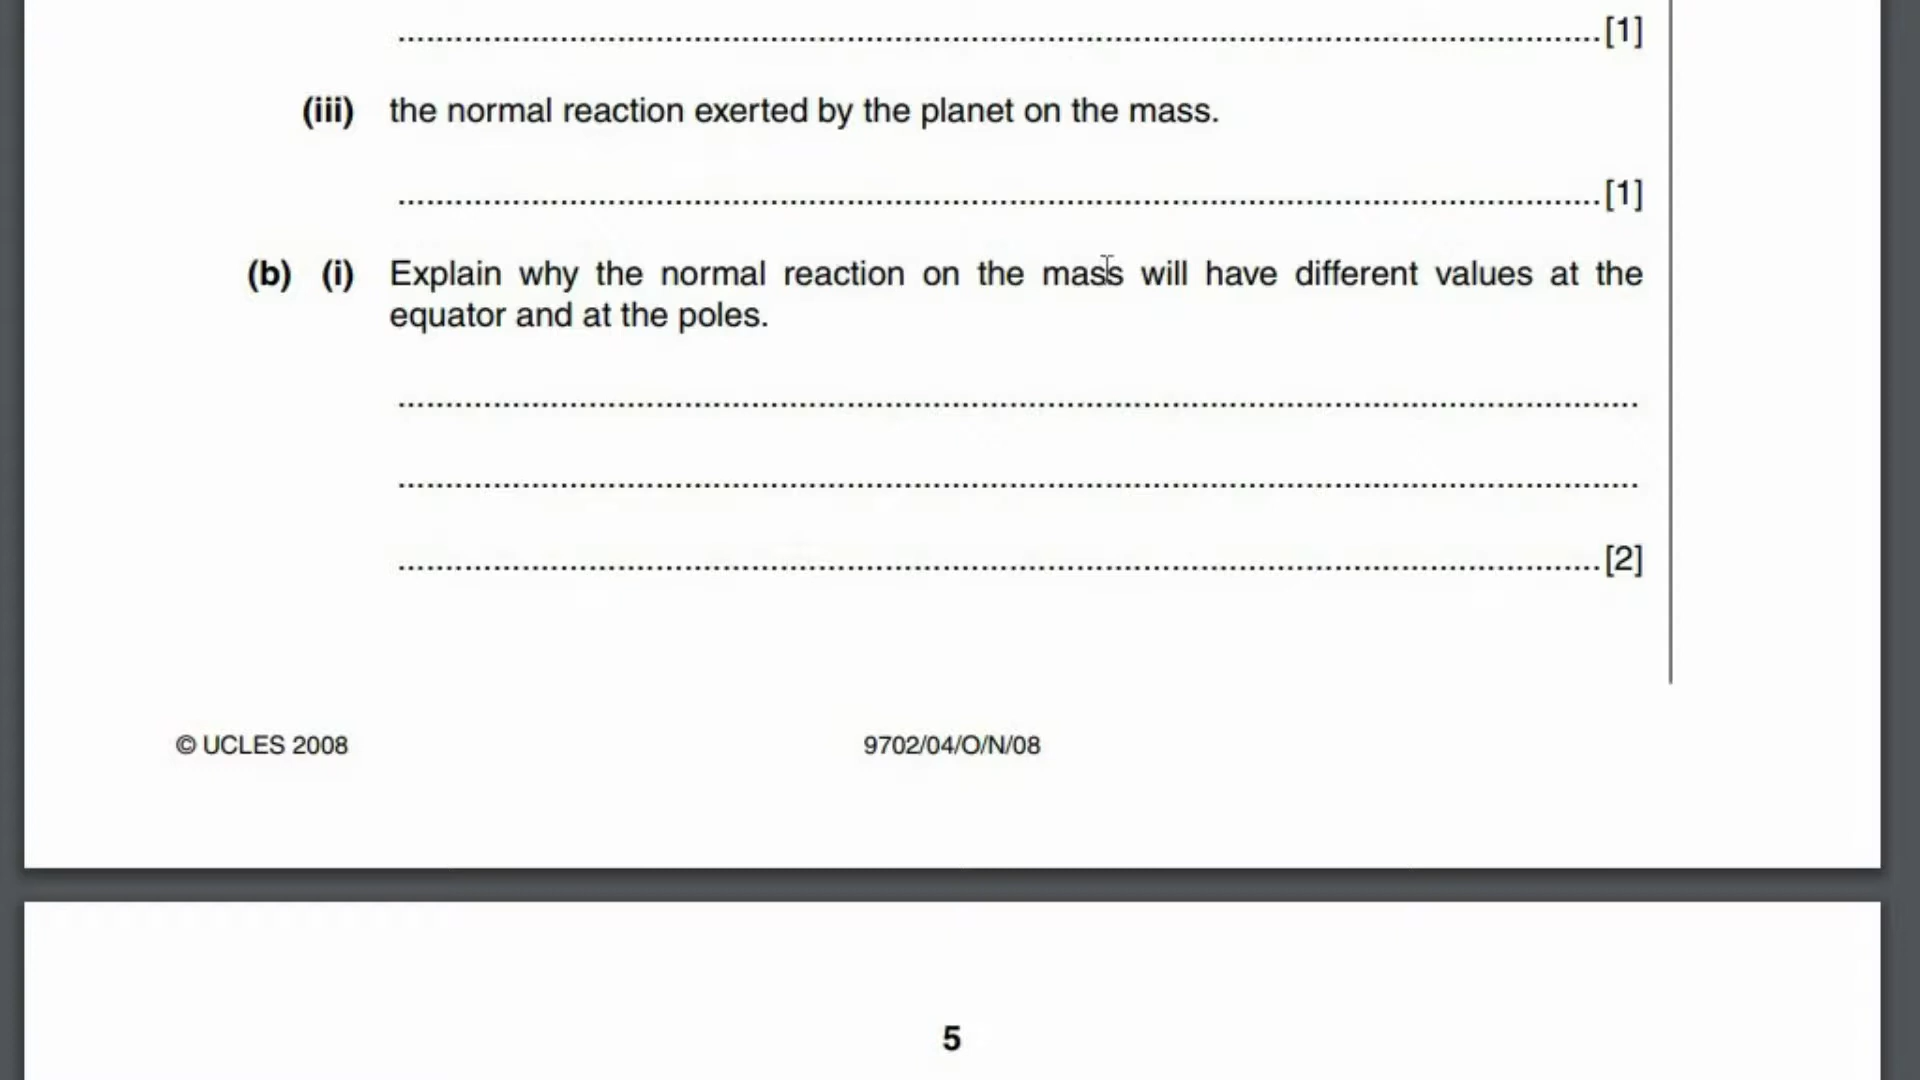 [1]
(iii) the normal reaction exerted by the planet on the mass.
[1]
(b) (i) Explain why the normal reaction on the mass will have different values at the
equator and at the poles.
[2]
© UCLES 2008
9702/04/O/N/08
5